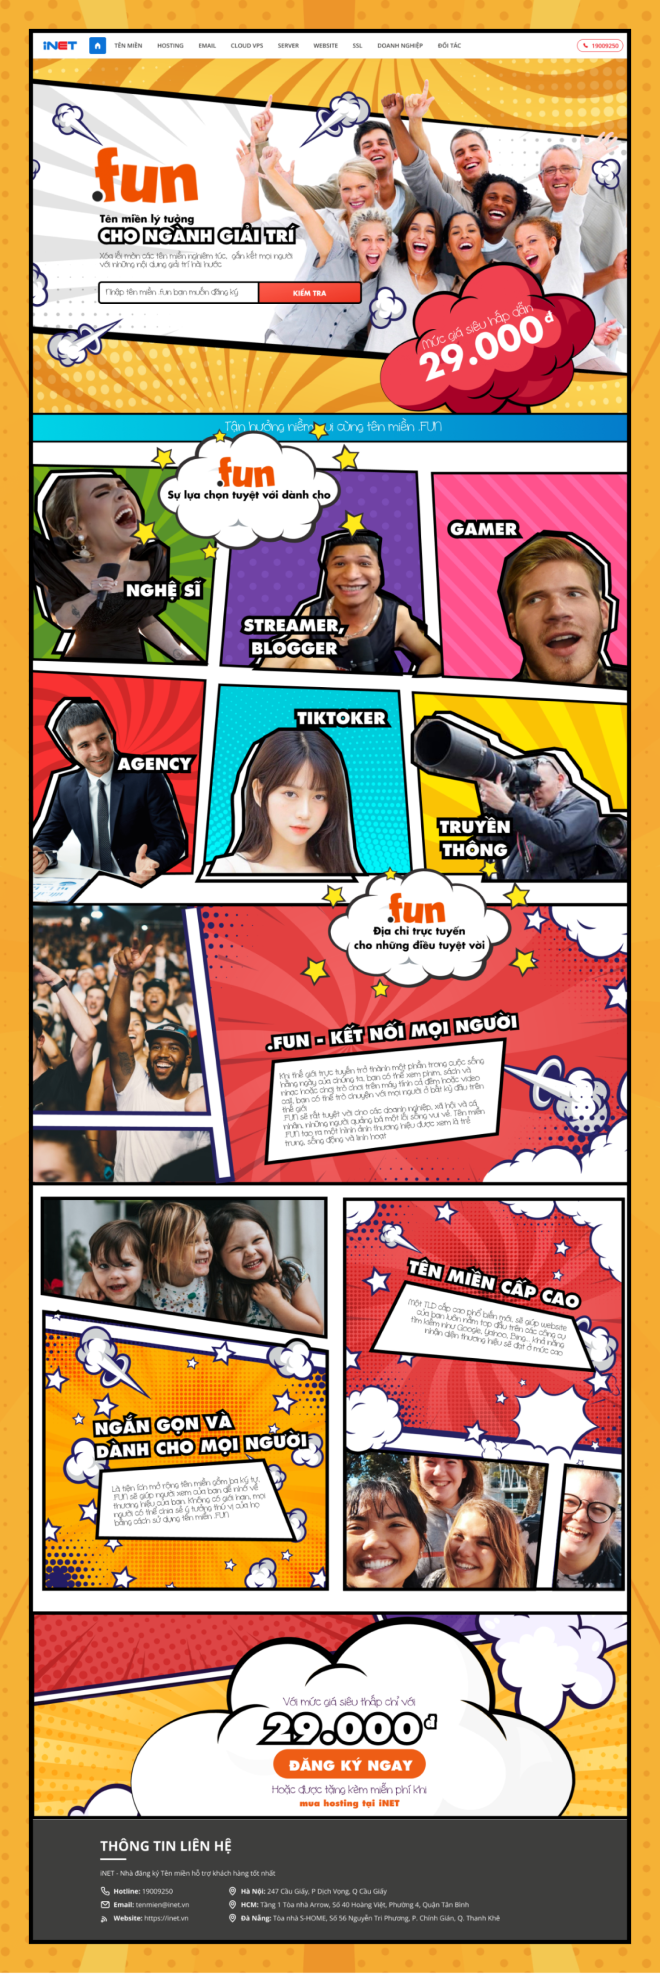 iNET
TÊN MIỀN HOSTING EMAIL CLOUD VPS SERVER WEBSITE SSL DOANH NGHIỆP ĐỐI TÁC
19009250
.fun
Tên miền lý tưởng
CHO NGÀNH GIẢI TRÍ
Xóa lối mòn các tên miền nghiêm túc, gắn kết mọi người
với những nội dung giải trí hài hước
Nhập tên miền .fun bạn muốn đăng ký
KIỂM TRA
Mức giá siêu hấp dẫn
29.000đ
Tận hưởng niềm vui cùng tên miền .FUN
.fun
Sự lựa chọn tuyệt vời dành cho
NGHỆ SĨ
STREAMER,
BLOGGER
GAMER
AGENCY
TIKTOKER
TRUYỀN
THÔNG
.fun
Địa chỉ trực tuyến
cho những điều tuyệt vời
.FUN - KẾT NỐI MỌI NGƯỜI
Khi thế giới trực tuyến trở thành một phần trong cuộc sống
hằng ngày của chúng ta, bạn có thể xem phim, sách và
nhạc hoặc chơi trò chơi trên máy tính cả đêm hoặc video
call, bạn có thể trò chuyện với mọi người ở bất kỳ đâu trên
thế giới
.FUN sẽ rất tuyệt vời cho các doanh nghiệp, xã hội và cá
nhân, những người quảng bá một lối sống vui vẻ. Tên miền
.FUN tạo ra một hình ảnh thương hiệu được xem là trẻ
trung, sống động và linh hoạt
TÊN MIỀN CẤP CAO
Một TLD cấp cao phổ biến mới, sẽ giúp website
của bạn luôn nằm top đầu trên các công cụ
tìm kiếm như Google, Yahoo, Bing... khả năng
nhận diện thương hiệu sẽ đạt ở mức cao
NGẮN GỌN VÀ
DÀNH CHO MỌI NGƯỜI
Là tiện ích mở rộng tên miền gồm ba ký tự,
.FUN sẽ giúp người xem của bạn dễ nhớ về
thương hiệu của bạn. Không có giới hạn, mọi
người có thể chia sẻ ý tưởng thú vị của họ
bằng cách sử dụng tên miền .FUN
Với mức giá siêu thấp chỉ với
29.000đ
ĐĂNG KÝ NGAY
Hoặc được tặng kèm miễn phí khi
mua hosting tại iNET
THÔNG TIN LIÊN HỆ
iNET - Nhà đăng ký Tên miền hỗ trợ khách hàng tốt nhất
Hotline: 19009250
Email: tenmien@inet.vn
Website: https://inet.vn
Hà Nội: 247 Cầu Giấy, P Dịch Vọng, Q Cầu Giấy
HCM: Tầng 1 Tòa nhà Arrow, Số 40 Hoàng Việt, Phường 4, Quận Tân Bình
Đà Nẵng: Tòa nhà S-HOME, Số 56 Nguyễn Tri Phương, P. Chính Gián, Q. Thanh Khê